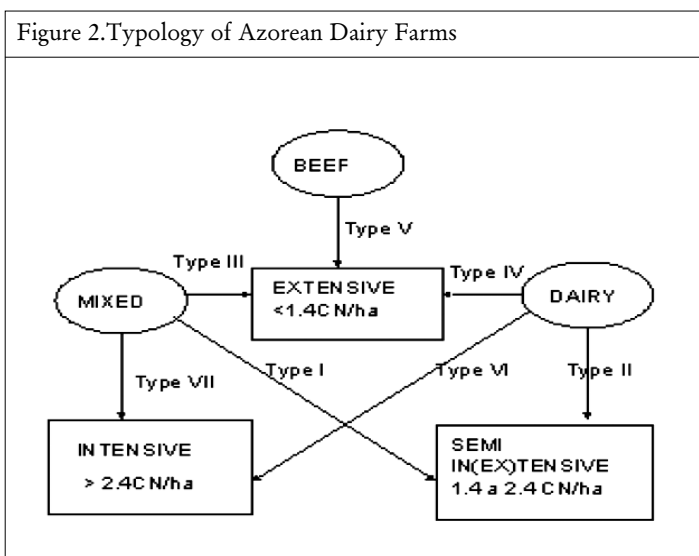 Figure 2.Typology of Azorean Dairy Farms
BEEF
Type V
Type III
Type IV
EXTENSIVE
<1.4CN/ha
MIXED
DAIRY
Type VII
Type I
Type VI
Type II
INTENSIVE
> 2.4CN/ha
SEMI
IN(EX)TENSIVE
1.4 a 2.4 CN/ha